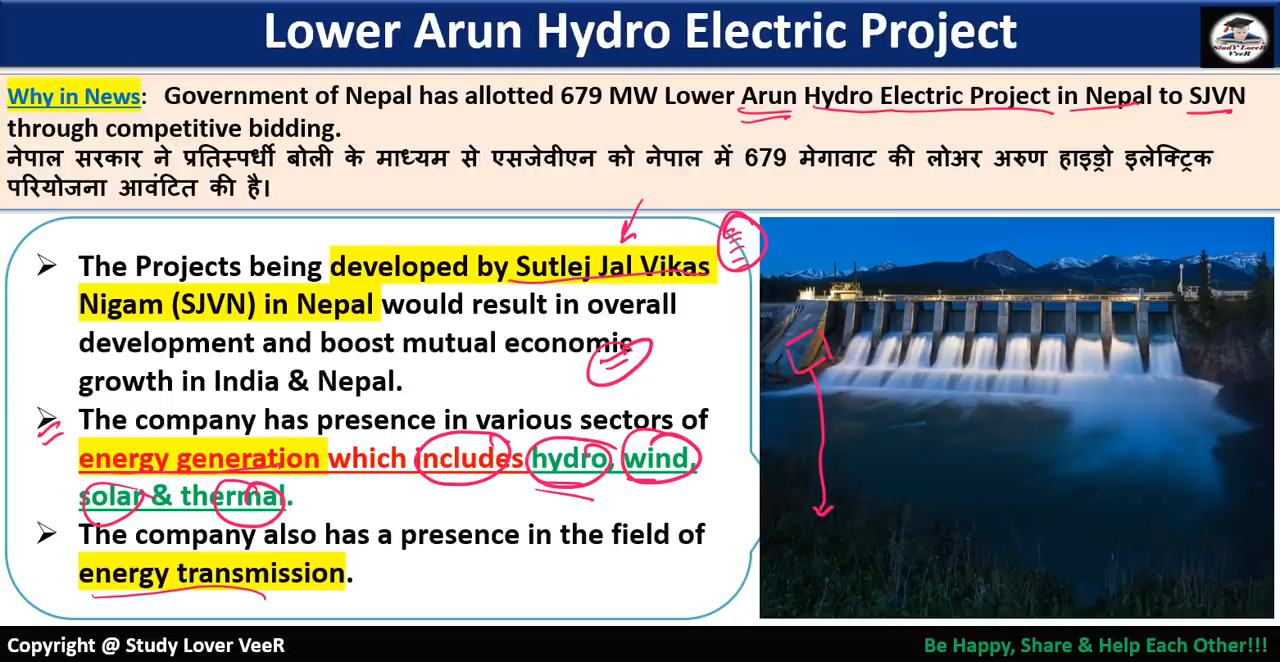 Lower Arun Hydro Electric Project
StudY LoveR
VeeR
Why in News: Government of Nepal has allotted 679 MW Lower Arun Hydro Electric Project in Nepal to SJVN
through competitive bidding.
नेपाल सरकार ने प्रतिस्पर्धी बोली के माध्यम से एसजेवीएन को नेपाल में 679 मेगावाट की लोअर अरुण हाइड्रो इलेक्ट्रिक
परियोजना आवंटित की है।
➤ The Projects being developed by Sutlej Jal Vikas
Nigam (SJVN) in Nepal would result in overall
development and boost mutual economic
growth in India & Nepal.
➤ The company has presence in various sectors of
energy generation which includes hydro, wind,
solar & thermal.
➤ The company also has a presence in the field of
energy transmission.
Copyright @ Study Lover VeeR
Be Happy, Share & Help Each Other!!!